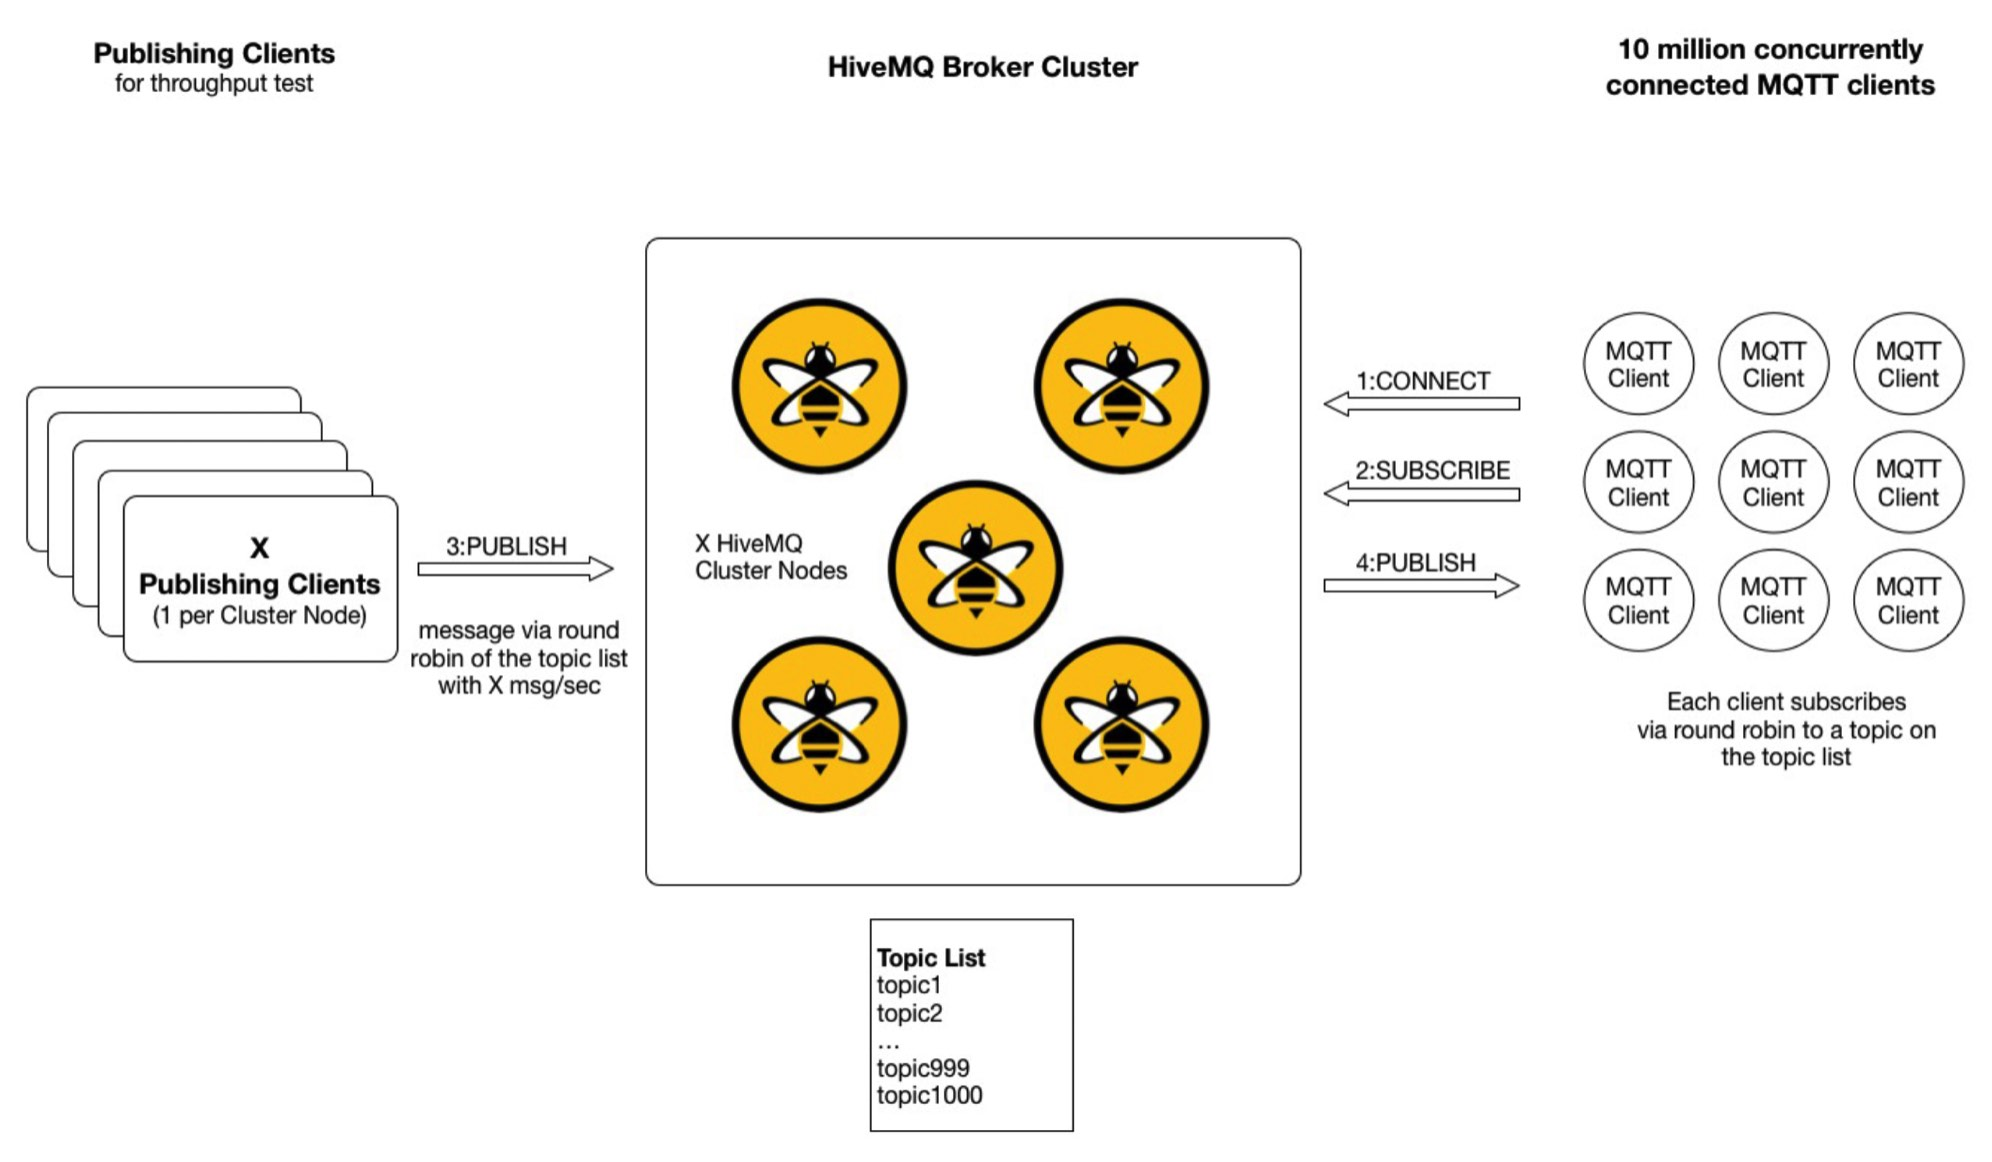 Publishing Clients
for throughput test
HiveMQ Broker Cluster
10 million concurrently
connected MQTT clients
X
Publishing Clients
(1 per Cluster Node)
3:PUBLISH
message via round
robin of the topic list
with X msg/sec
X HiveMQ
Cluster Nodes
1:CONNECT
2:SUBSCRIBE
4:PUBLISH
MQTT
Client
MQTT
Client
MQTT
Client
MQTT
Client
MQTT
Client
MQTT
Client
MQTT
Client
MQTT
Client
MQTT
Client
Each client subscribes
via round robin to a topic on
the topic list
Topic List
topic1
topic2
...
topic999
topic1000